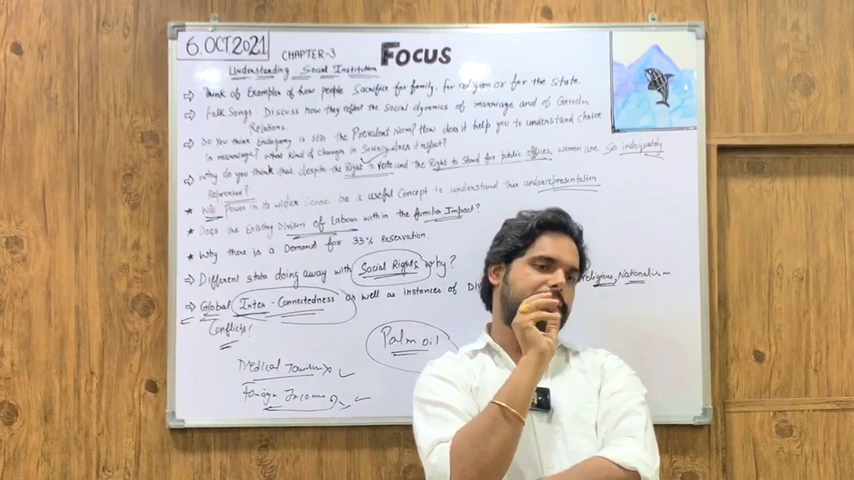 6. OCT 2021
CHAPTER-3
FOCUS
Understanding Social Institution
Think of Examples of how people Sacrifice for family. for religion or for the State
Folk Songs: Discuss how they reflect the social dynamics of marriage and of Gender
Relations
Do You think Endogamy is still the Prevalent Norm? How does it help you to understand choice
in marriage? What kind of changes in Society does it reflect?
Why do you think that despite the Right to Vote and the Right to Stand for public offices, women are so inadequately
Represented?
Will Power in its wider Sense be a useful Concept to understand this underrepresentation
Does the Existing Division of Labour within the familia Impact?
Why there is a Demand for 33% Reservation.
Different state doing away with Social Rights why?
Global Inter-Connectedness as well as instances of religious Nationalism
Conflicts!
Palm oil
Medical Tourism
Foreign Income